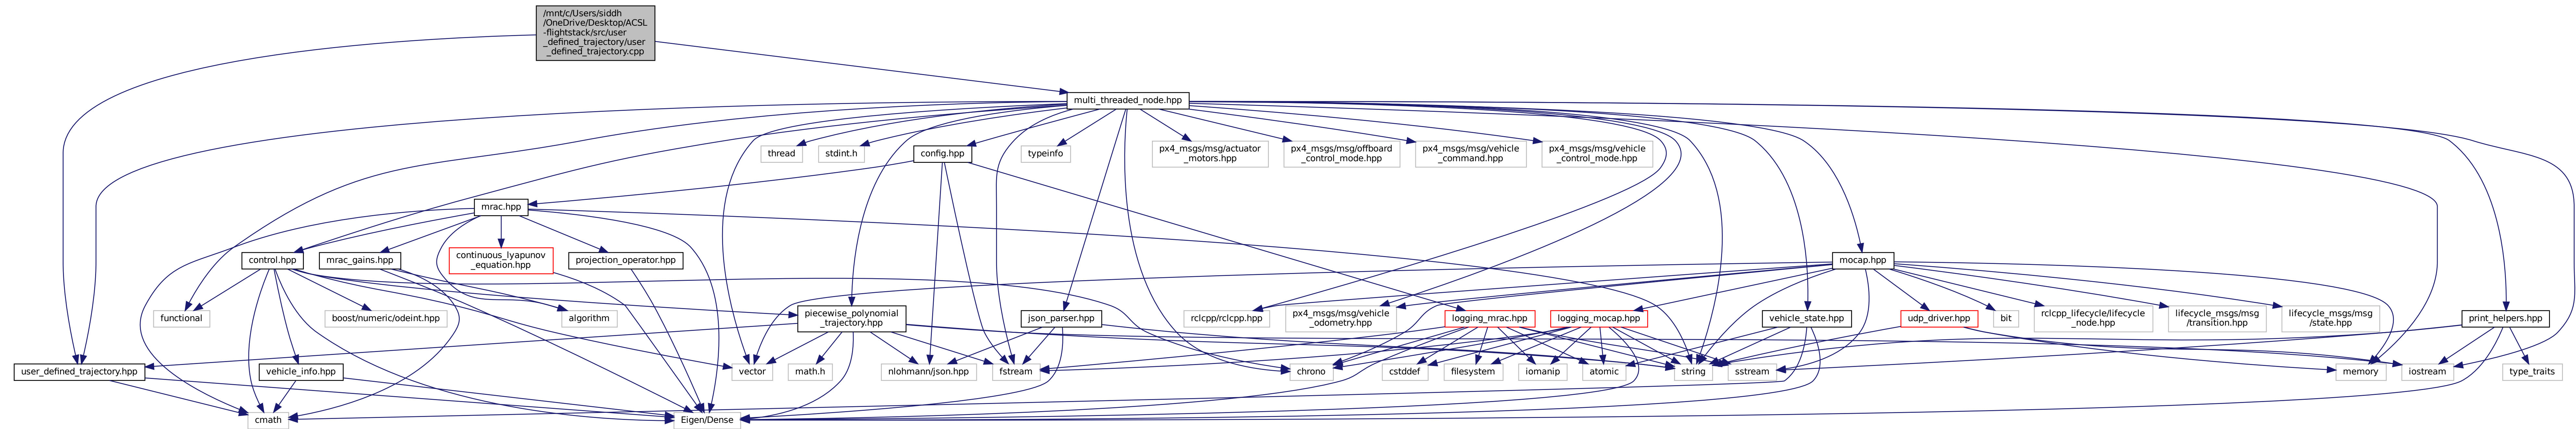 /mnt/c/Users/siddh
/OneDrive/Desktop/ACSL
-flightstack/src/user
_defined_trajectory/user
_defined_trajectory.cpp
multi_threaded_node.hpp
thread
stdint.h
config.hpp
typeinfo
px4_msgs/msg/actuator
_motors.hpp
px4_msgs/msg/offboard
_control_mode.hpp
px4_msgs/msg/vehicle
_command.hpp
px4_msgs/msg/vehicle
_control_mode.hpp
mrac.hpp
control.hpp
mrac_gains.hpp
continuous_lyapunov
_equation.hpp
projection_operator.hpp
mocap.hpp
functional
boost/numeric/odeint.hpp
algorithm
piecewise_polynomial
_trajectory.hpp
json_parser.hpp
rclcpp/rclcpp.hpp
px4_msgs/msg/vehicle
_odometry.hpp
logging_mrac.hpp
logging_mocap.hpp
vehicle_state.hpp
udp_driver.hpp
bit
rclcpp_lifecycle/lifecycle
_node.hpp
lifecycle_msgs/msg
/transition.hpp
lifecycle_msgs/msg
/state.hpp
print_helpers.hpp
user_defined_trajectory.hpp
vehicle_info.hpp
vector
math.h
nlohmann/json.hpp
fstream
chrono
cstddef
filesystem
iomanip
atomic
string
sstream
memory
iostream
type_traits
cmath
Eigen/Dense